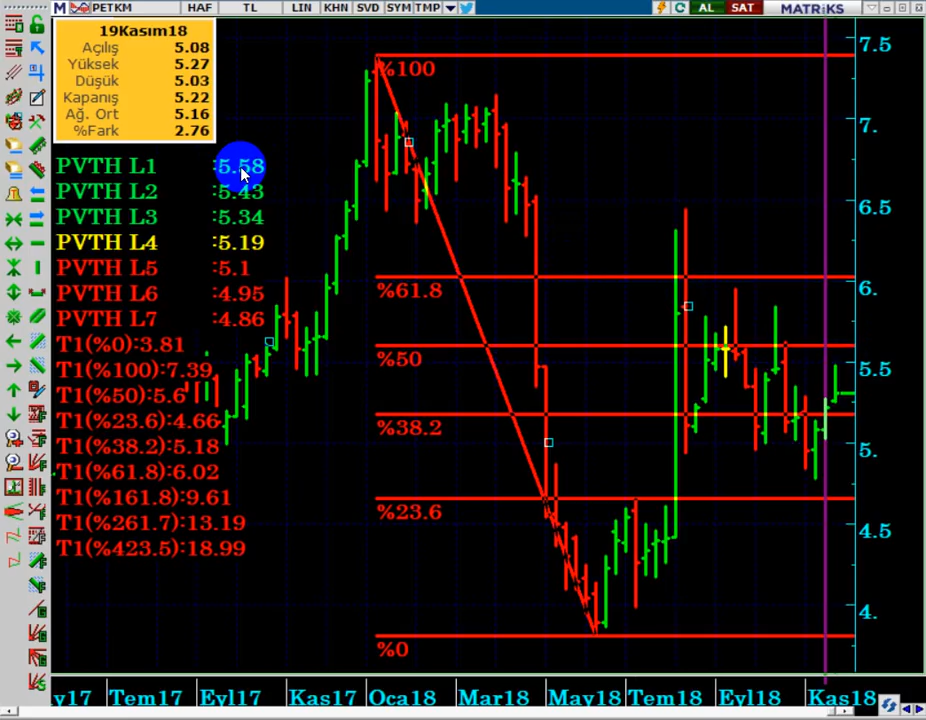 PETKM HAF TL LIN KHN SVD SYM TMP AL SAT MATRiKS
19Kasım18
Açılış 5.08
Yüksek 5.27
Düşük 5.03
Kapanış 5.22
Ağ. Ort 5.16
%Fark 2.76
PVTH L1 :5.58
PVTH L2 :5.43
PVTH L3 :5.34
PVTH L4 :5.19
PVTH L5 :5.1
PVTH L6 :4.95
PVTH L7 :4.86
T1(%0):3.81
T1(%100):7.39
T1(%50):5.6
T1(%23.6):4.66
T1(%38.2):5.18
T1(%61.8):6.02
T1(%161.8):9.61
T1(%261.7):13.19
T1(%423.5):18.99
%100
%61.8
%50
%38.2
%23.6
%0
7.5
7.
6.5
6.
5.5
5.
4.5
4.
y17 Tem17 Eyl17 Kas17 Oca18 Mar18 May18 Tem18 Eyl18 Kas18